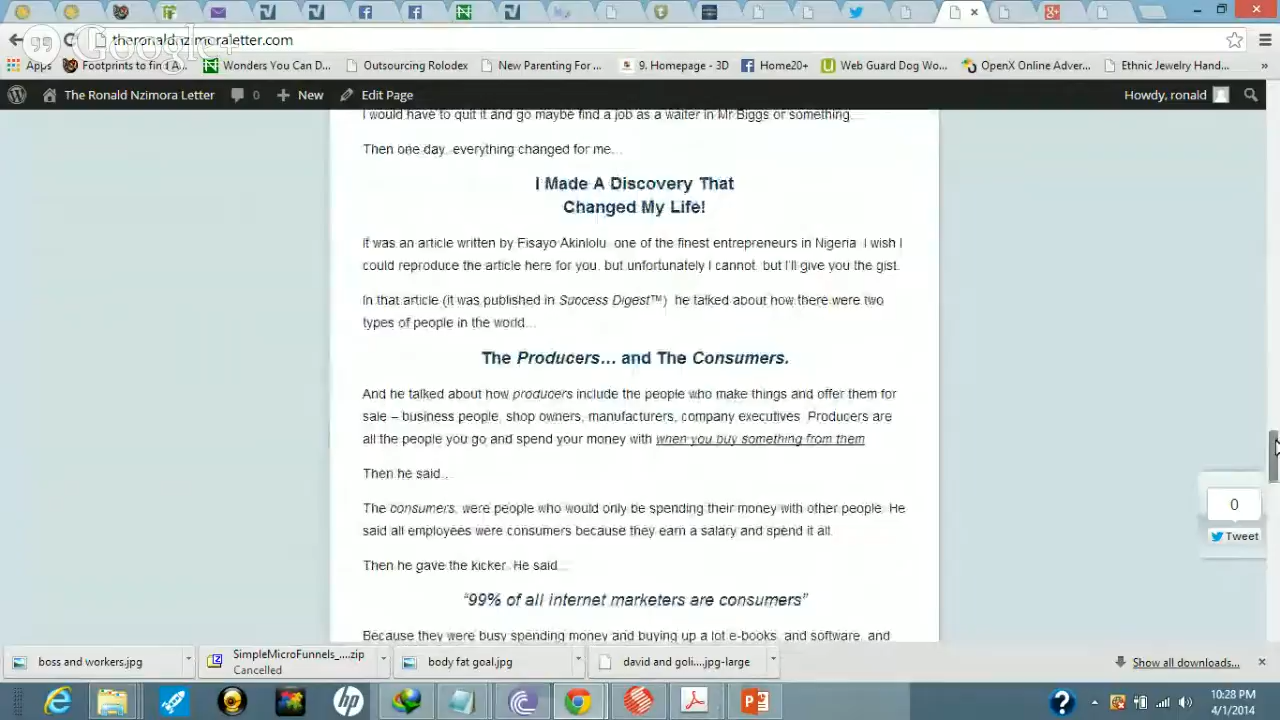 Google+
theronaldnzimoraletter.com
Apps
Footprints to fin t A...
Wonders You Can D...
Outsourcing Rolodex
New Parenting For ...
9. Homepage - 3D
Home20+
Web Guard Dog Wo...
OpenX Online Adver...
Ethnic Jewelry Hand...
»
The Ronald Nzimora Letter
0
New
Edit Page
Howdy, ronald
I would have to quit it and go maybe find a job as a waiter in Mr Biggs or something...
Then one day, everything changed for me...
I Made A Discovery That
Changed My Life!
It was an article written by Fisayo Akinlolu, one of the finest entrepreneurs in Nigeria. I wish I
could reproduce the article here for you, but unfortunately I cannot, but I'll give you the gist.
In that article (it was published in Success Digest™) he talked about how there were two
types of people in the world...
The Producers... and The Consumers.
And he talked about how producers include the people who make things and offer them for
sale – business people, shop owners, manufacturers, company executives. Producers are
all the people you go and spend your money with when you buy something from them
Then he said...
The consumers, were people who would only be spending their money with other people. He
said all employees were consumers because they earn a salary and spend it all.
Then he gave the kicker. He said...
"99% of all internet marketers are consumers"
Because they were busy spending money and buying up a lot e-books, and software, and
0
Tweet
boss and workers.jpg
SimpleMicroFunnels_....zip
Cancelled
body fat goal.jpg
david and goli....jpg-large
Show all downloads...
10:28 PM
4/1/2014